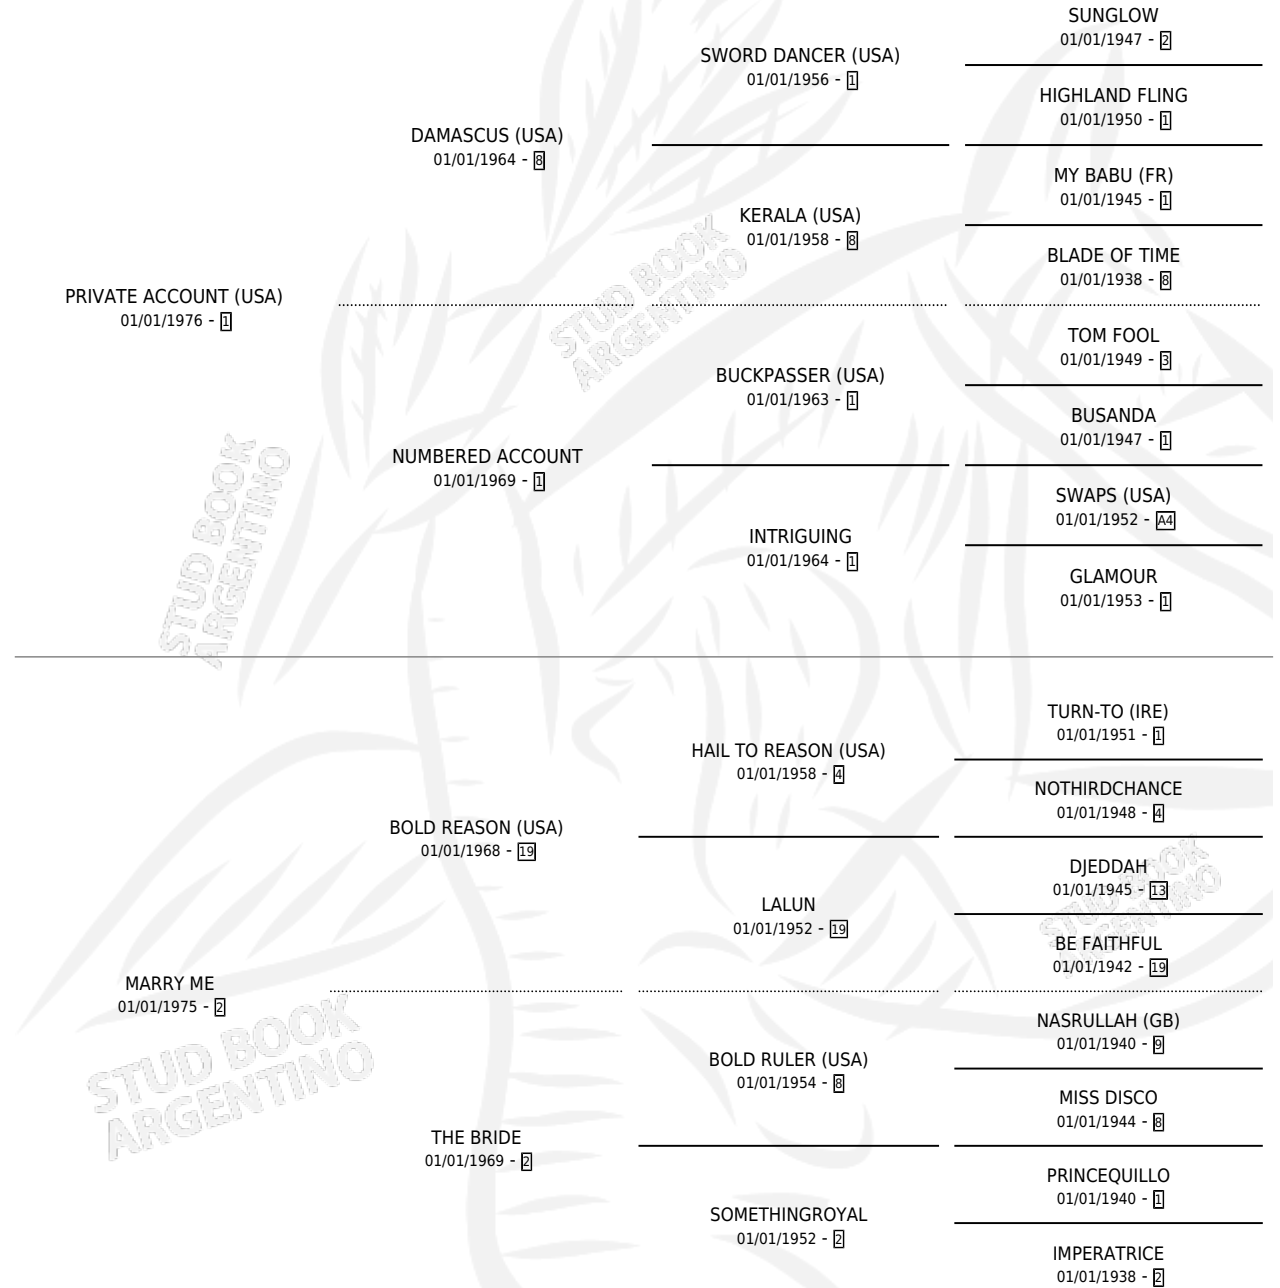 SUNGLOW
01/01/1947 - 2
SWORD DANCER (USA)
01/01/1956 - 1
HIGHLAND FLING
01/01/1950 - 1
DAMASCUS (USA)
01/01/1964 - 8
MY BABU (FR)
01/01/1945 - 1
KERALA (USA)
01/01/1958 - 8
BLADE OF TIME
01/01/1938 - 8
PRIVATE ACCOUNT (USA)
01/01/1976 - 1
TOM FOOL
01/01/1949 - 3
BUCKPASSER (USA)
01/01/1963 - 1
BUSANDA
01/01/1947 - 1
NUMBERED ACCOUNT
01/01/1969 - 1
SWAPS (USA)
01/01/1952 - A4
INTRIGUING
01/01/1964 - 1
GLAMOUR
01/01/1953 - 1
TURN-TO (IRE)
01/01/1951 - 1
HAIL TO REASON (USA)
01/01/1958 - 4
NOTHIRDCHANCE
01/01/1948 - 4
BOLD REASON (USA)
01/01/1968 - 19
DJEDDAH
01/01/1945 - 13
LALUN
01/01/1952 - 19
BE FAITHFUL
01/01/1942 - 19
MARRY ME
01/01/1975 - 2
NASRULLAH (GB)
01/01/1940 - 9
BOLD RULER (USA)
01/01/1954 - 8
MISS DISCO
01/01/1944 - 8
THE BRIDE
01/01/1969 - 2
PRINCEQUILLO
01/01/1940 - 1
SOMETHINGROYAL
01/01/1952 - 2
IMPERATRICE
01/01/1938 - 2
STUD BOOK
ARGENTINO
STUD BOOK
ARGENTINO
STUD BOOK
ARGENTINO
STUD BOOK
ARGENTINO